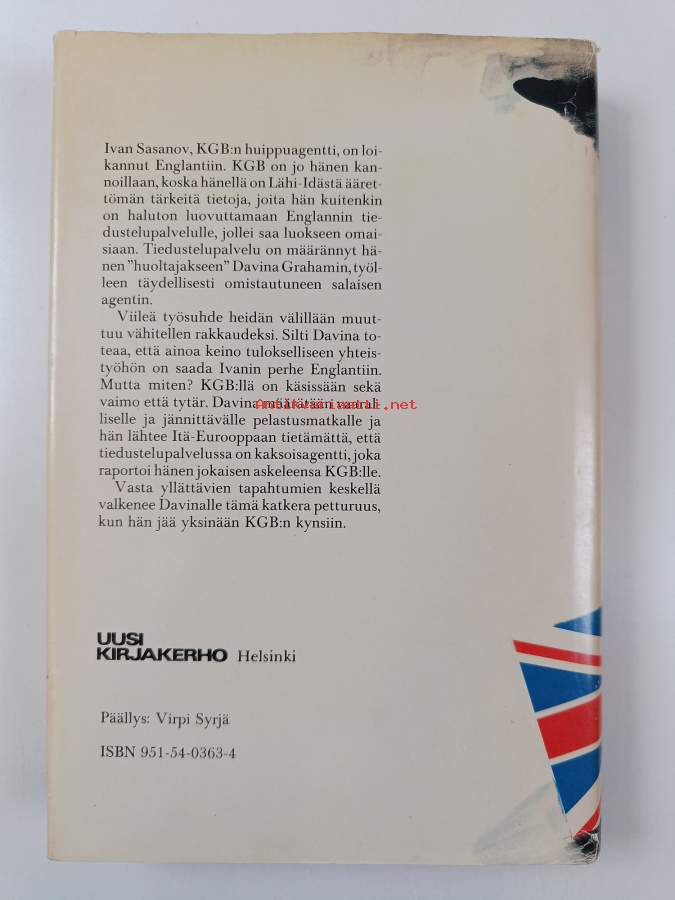 Ivan Sasanov, KGB:n huippuagentti, on loi-
kannut Englantiin. KGB on jo hänen kan-
noillaan, koska hänellä on Lähi-Idästä ääret-
tömän tärkeitä tietoja, joita hän kuitenkin
on haluton luovuttamaan Englannin tie-
dustelupalvelulle, jollei saa luokseen omai-
siaan. Tiedustelupalvelu on määrännyt hä-
nen "huoltajakseen" Davina Grahamin, työl-
leen täydellisesti omistautuneen salaisen
agentin.
Viileä työsuhde heidän välillään muut-
tuu vähitellen rakkaudeksi. Silti Davina to-
teaa, että ainoa keino tulokselliseen yhteis-
työhön on saada Ivanin perhe Englantiin.
Mutta miten? KGB:llä on käsissään sekä
vaimo että tytär. Davina määrätään vaaral-
antikvariaatti.net
liselle ja jännittävälle pelastusmatkalle ja
hän lähtee Itä-Eurooppaan tietämättä, että
tiedustelupalvelussa on kaksoisagentti, joka
raportoi hänen jokaisen askeleensa KGB:lle.
Vasta yllättävien tapahtumien keskellä
valkenee Davinalle tämä katkera petturuus,
kun hän jää yksinään KGB:n kynsiin.
UUSI
KIRJAKERHO Helsinki
Päällys: Virpi Syrjä
ISBN 951-54-0363-4